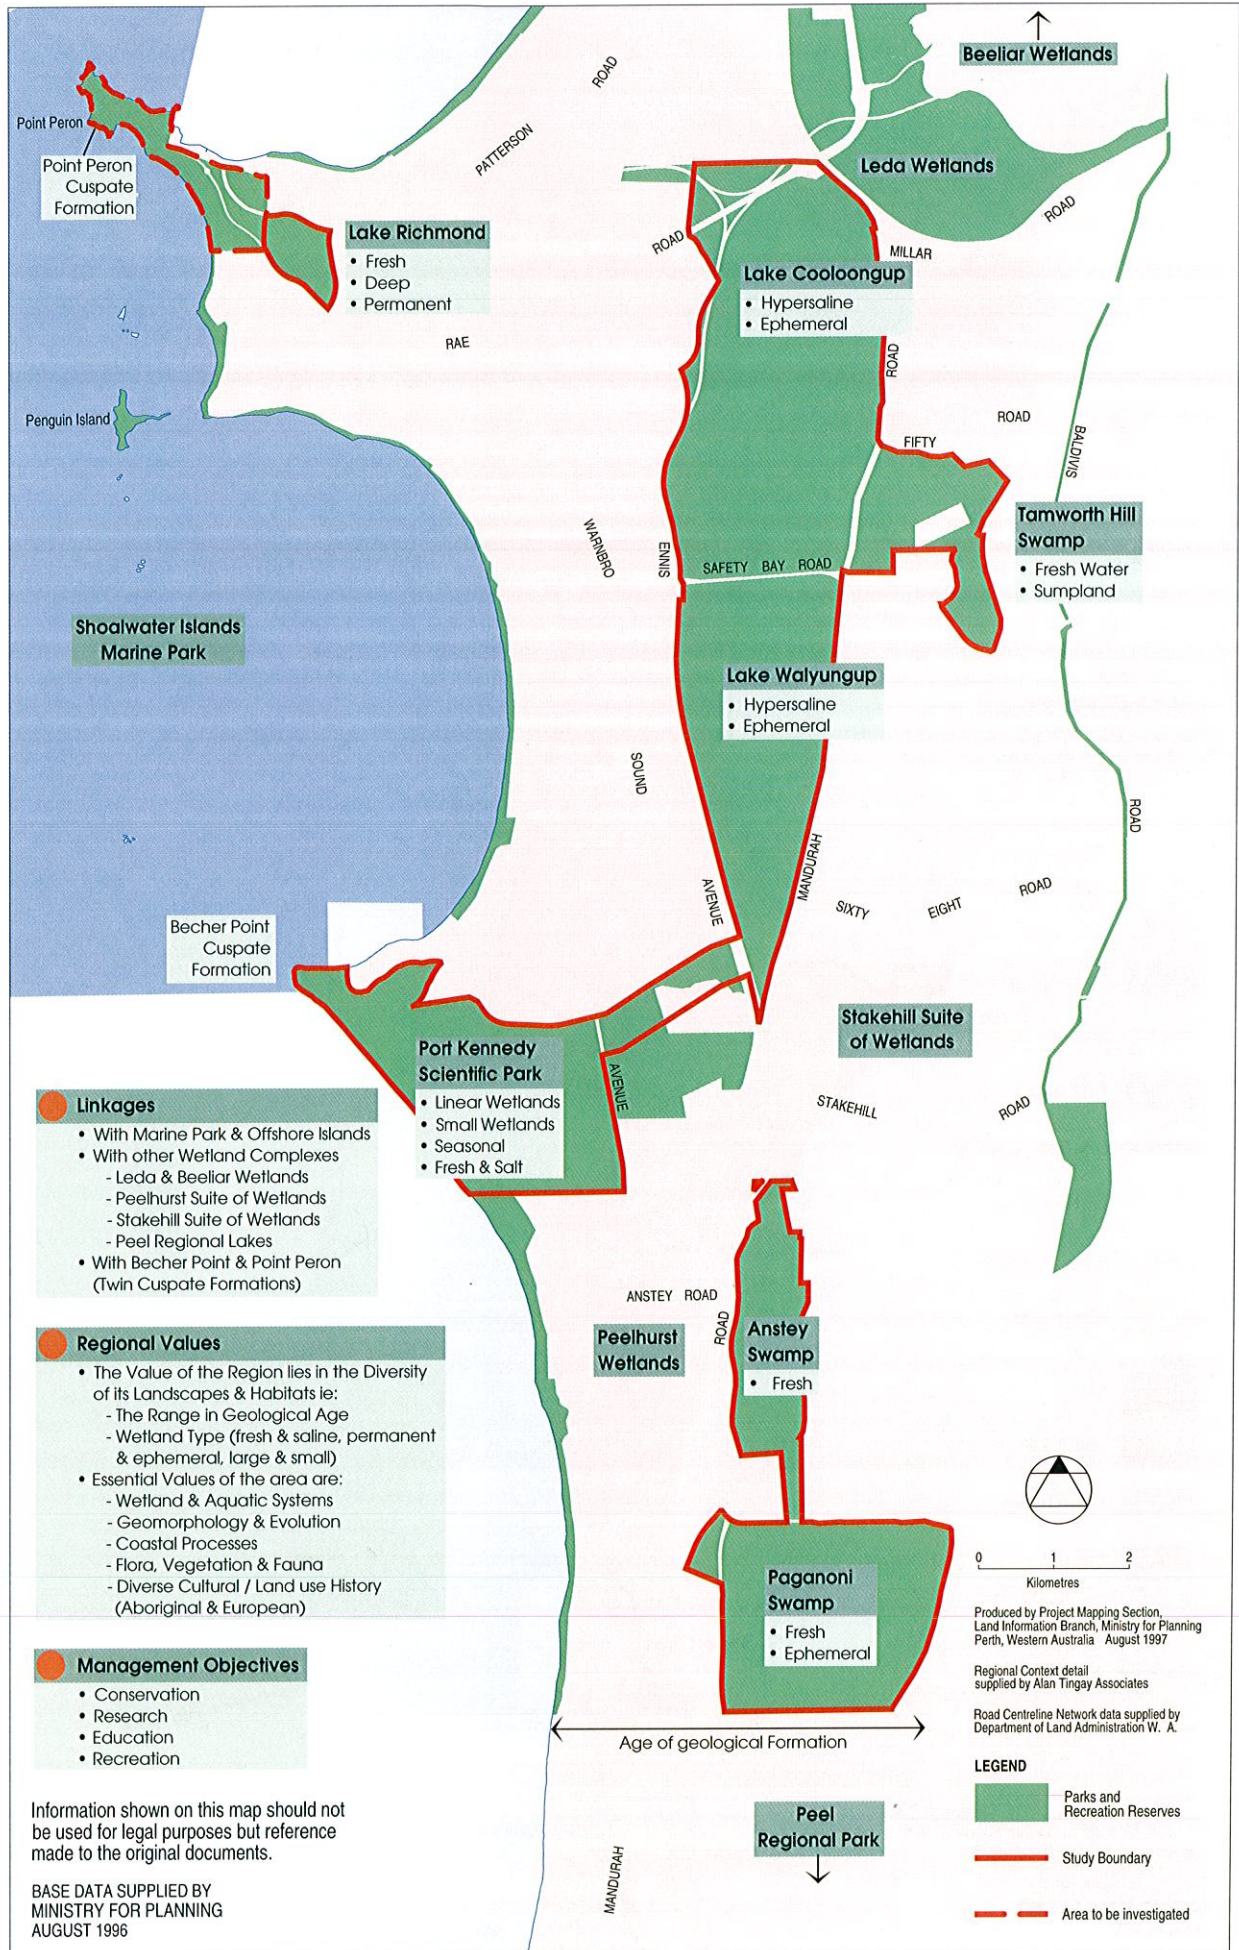 Beeliar Wetlands
ROAD
PATTERSON
Point Peron
Point Peron
Cuspate
Formation
Leda Wetlands
ROAD
Lake Richmond
• Fresh
• Deep
• Permanent
ROAD
MILLAR
Lake Cooloongup
• Hypersaline
• Ephemeral
RAE
ROAD
Penguin Island
ROAD
FIFTY
BALDIVIS
Tamworth Hill
Swamp
• Fresh Water
• Sumpland
WARNBRO
ENNIS
SAFETY BAY ROAD
Shoalwater Islands
Marine Park
Lake Walyungup
• Hypersaline
• Ephemeral
SOUND
ROAD
MANDURAH
AVENUE
SIXTY
EIGHT
ROAD
Becher Point
Cuspate
Formation
Stakehill Suite
of Wetlands
Port Kennedy
Scientific Park
• Linear Wetlands
• Small Wetlands
• Seasonal
• Fresh & Salt
AVENUE
STAKEHILL
ROAD
Linkages
• With Marine Park & Offshore Islands
• With other Wetland Complexes
- Leda & Beeliar Wetlands
- Peelhurst Suite of Wetlands
- Stakehill Suite of Wetlands
- Peel Regional Lakes
• With Becher Point & Point Peron
(Twin Cuspate Formations)
ANSTEY ROAD
ROAD
Peelhurst
Wetlands
Anstey
Swamp
• Fresh
Regional Values
• The Value of the Region lies in the Diversity
of its Landscapes & Habitats ie:
- The Range in Geological Age
- Wetland Type (fresh & saline, permanent
& ephemeral, large & small)
• Essential Values of the area are:
- Wetland & Aquatic Systems
- Geomorphology & Evolution
- Coastal Processes
- Flora, Vegetation & Fauna
- Diverse Cultural / Land use History
(Aboriginal & European)
Paganoni
Swamp
• Fresh
• Ephemeral
0 1 2
Kilometres
Produced by Project Mapping Section,
Land Information Branch, Ministry for Planning
Perth, Western Australia August 1997
Regional Context detail
supplied by Alan Tingay Associates
Road Centreline Network data supplied by
Department of Land Administration W. A.
Management Objectives
• Conservation
• Research
• Education
• Recreation
Age of geological Formation
LEGEND
Parks and
Recreation Reserves
Study Boundary
Area to be investigated
Peel
Regional Park
MANDURAH
Information shown on this map should not
be used for legal purposes but reference
made to the original documents.
BASE DATA SUPPLIED BY
MINISTRY FOR PLANNING
AUGUST 1996